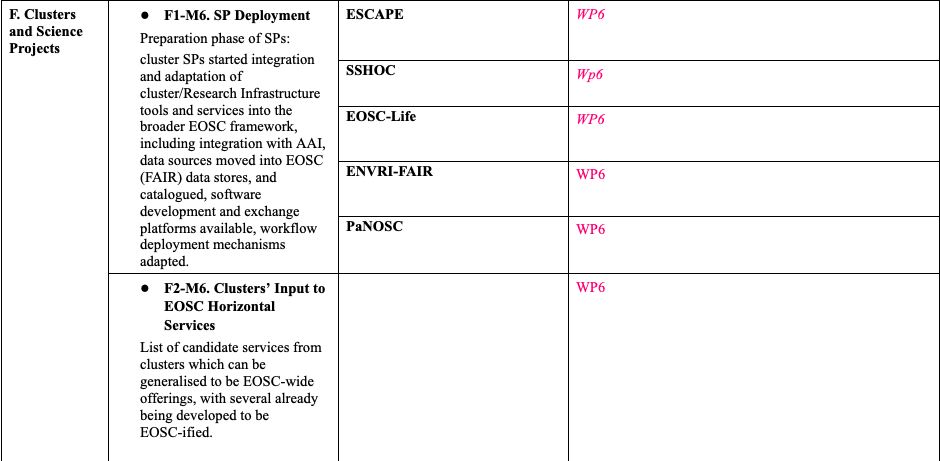 F. Clusters
and Science
Projects
● F1-M6. SP Deployment
Preparation phase of SPs:
cluster SPs started integration
and adaptation of
cluster/Research Infrastructure
tools and services into the
broader EOSC framework,
including integration with AAI,
data sources moved into EOSC
(FAIR) data stores, and
catalogued, software
development and exchange
platforms available, workflow
deployment mechanisms
adapted.
ESCAPE
WP6
SSHOC
Wp6
EOSC-Life
WP6
ENVRI-FAIR
WP6
PaNOSC
WP6
● F2-M6. Clusters’ Input to
EOSC Horizontal
Services
List of candidate services from
clusters which can be
generalised to be EOSC-wide
offerings, with several already
being developed to be
EOSC-ified.
WP6